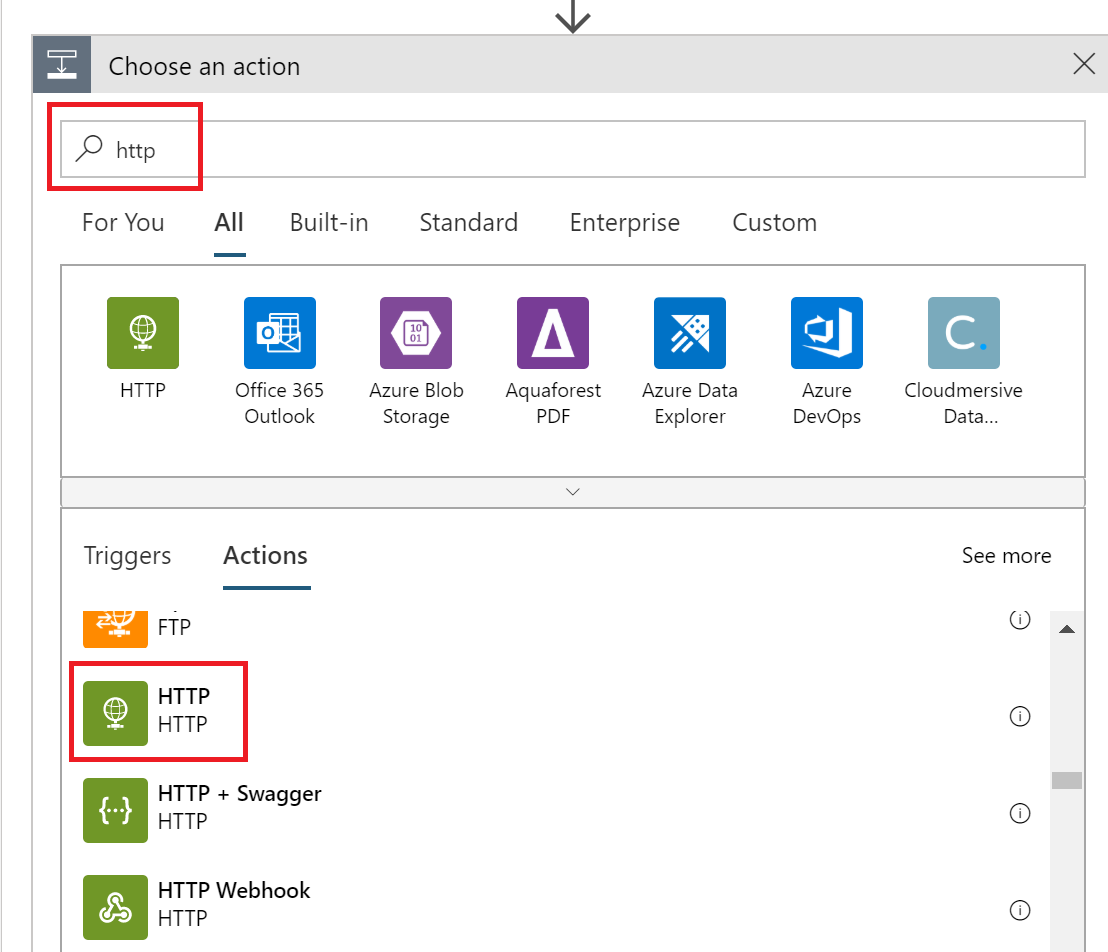 Choose an action
http
For You All Built-in Standard Enterprise Custom
HTTP
Office 365
Outlook
Azure Blob
Storage
Aquaforest
PDF
Azure Data
Explorer
Azure
DevOps
Cloudmersive
Data...
Triggers Actions See more
FTP
HTTP
HTTP
HTTP + Swagger
HTTP
HTTP Webhook
HTTP